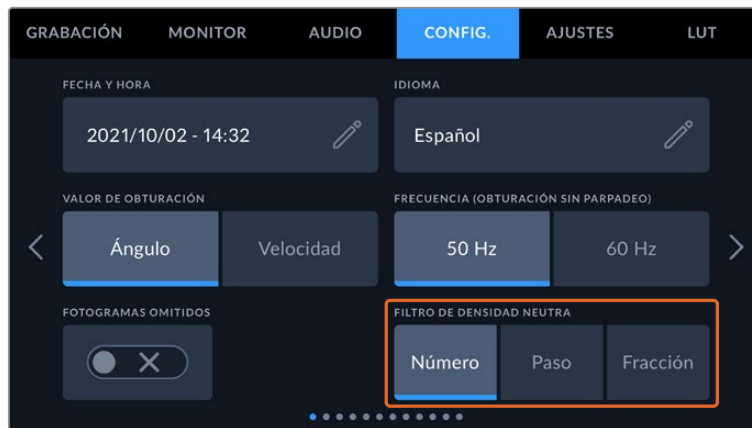 GRABACIÓN MONITOR AUDIO CONFIG. AJUSTES LUT
FECHA Y HORA IDIOMA
2021/10/02 - 14:32 Español
VALOR DE OBTURACIÓN FRECUENCIA (OBTURACIÓN SIN PARPADEO)
Ángulo Velocidad 50 Hz 60 Hz
FOTOGRAMAS OMITIDOS FILTRO DE DENSIDAD NEUTRA
Número Paso Fracción